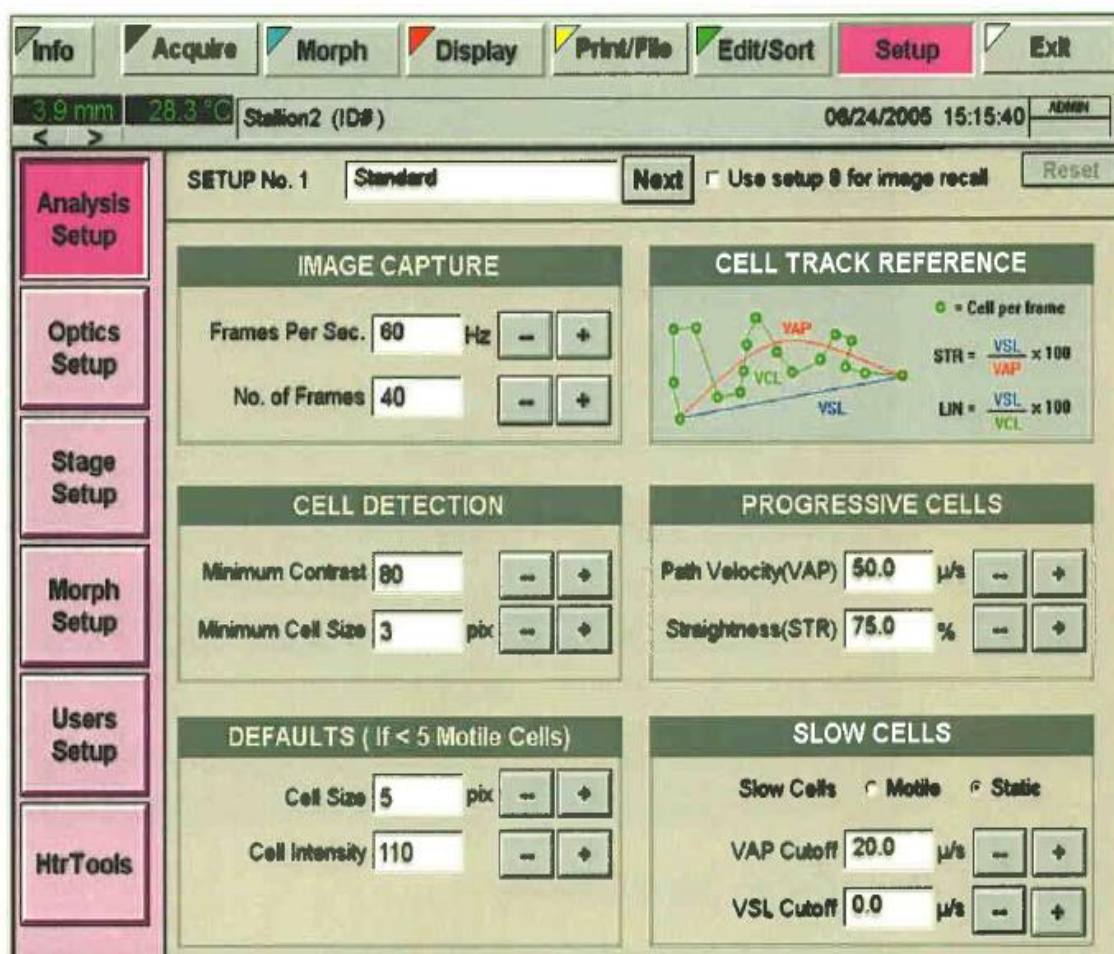 Info Acquire Morph Display Print/File Edit/Sort Setup Exit
3.9 mm 28.3 °C Stallion2 (ID#) 06/24/2005 15:15:40 ADMIN
< >
SETUP No. 1 Standard Next Use setup 0 for image recall Reset
Analysis
Setup
Optics
Setup
Stage
Setup
Morph
Setup
Users
Setup
HtrTools
IMAGE CAPTURE
Frames Per Sec. 60 Hz -- +
No. of Frames 40 -- +
CELL TRACK REFERENCE
= Cell per frame
VAP
VCL
VSL
STR = VSL / VAP x 100
LIN = VSL / VCL x 100
CELL DETECTION
Minimum Contrast 80 -- +
Minimum Cell Size 3 pix -- +
PROGRESSIVE CELLS
Path Velocity(VAP) 50.0 µ/s -- +
Straightness(STR) 75.0 % -- +
DEFAULTS ( If < 5 Motile Cells)
Cell Size 5 pix -- +
Cell Intensity 110 -- +
SLOW CELLS
Slow Cells Motile Static
VAP Cutoff 20.0 µ/s -- +
VSL Cutoff 0.0 µ/s -- +